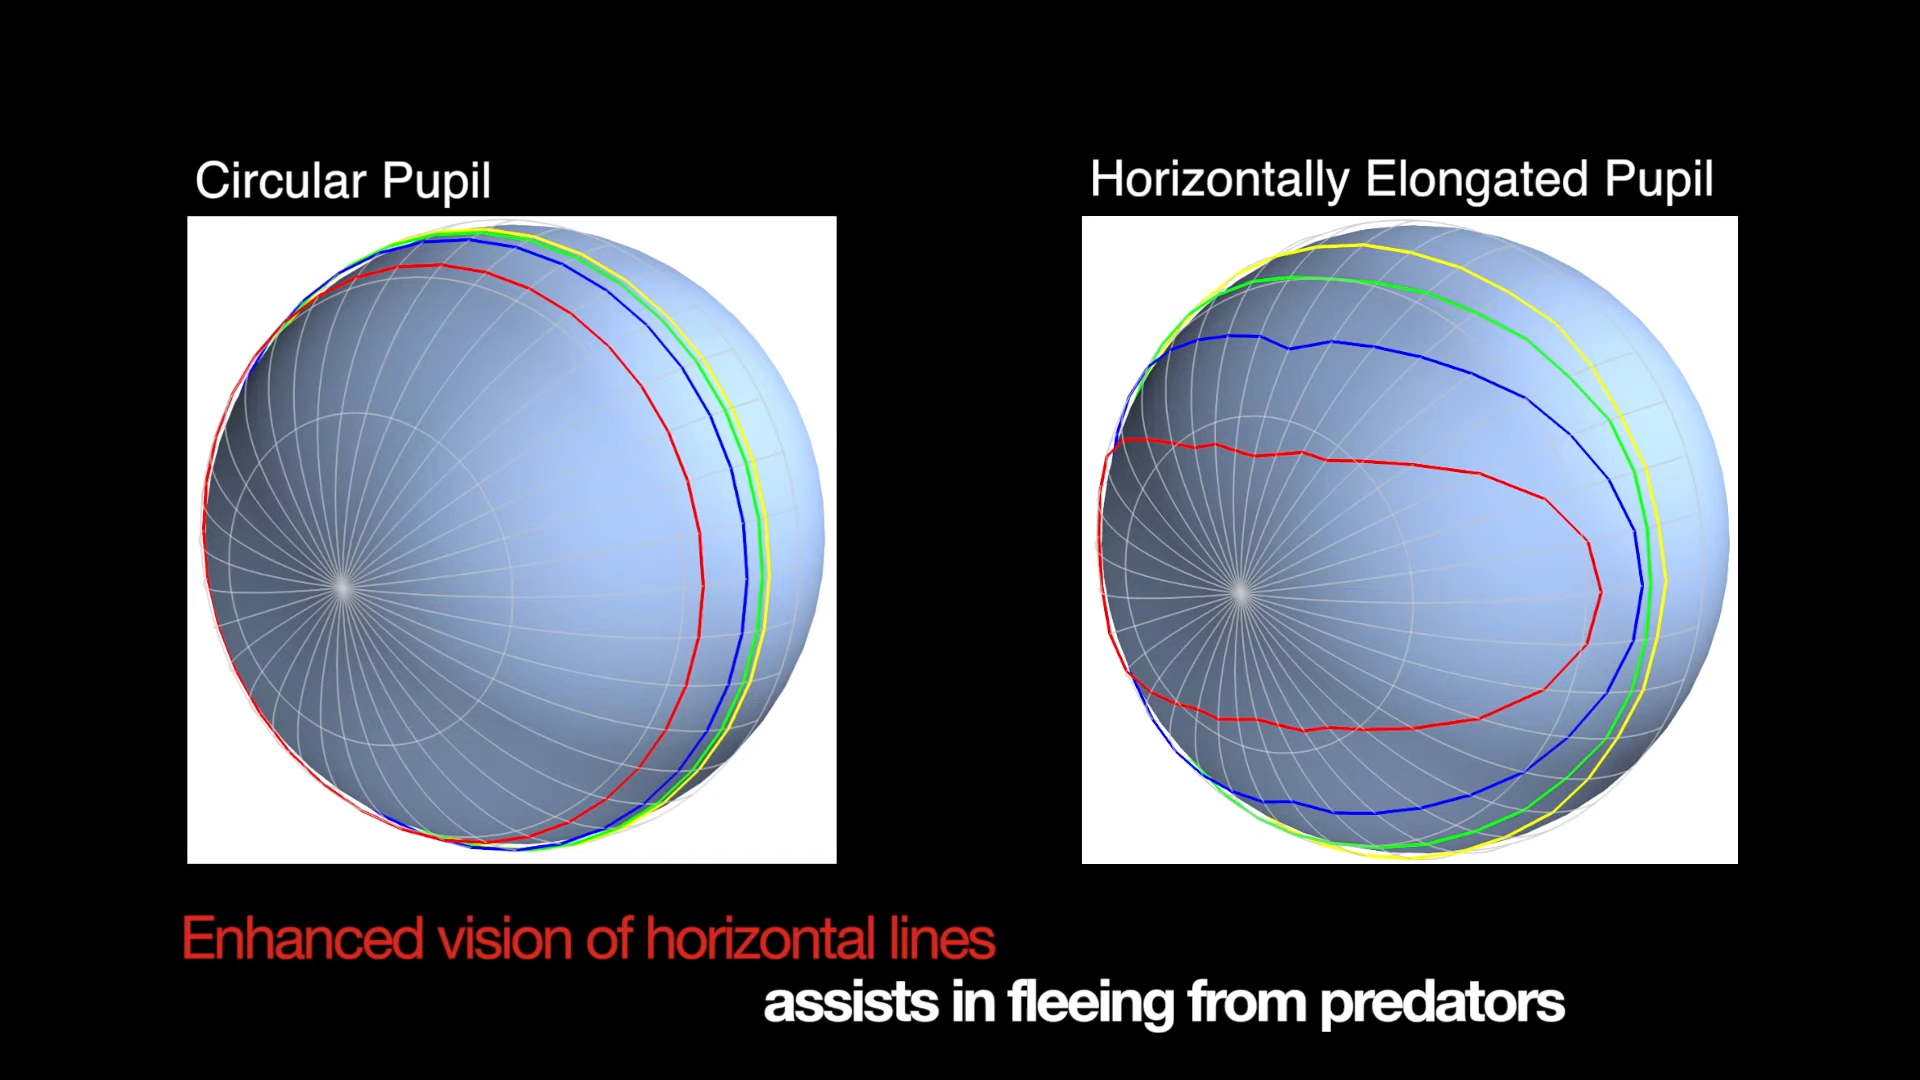 Circular Pupil
Horizontally Elongated Pupil
Enhanced vision of horizontal lines
assists in fleeing from predators